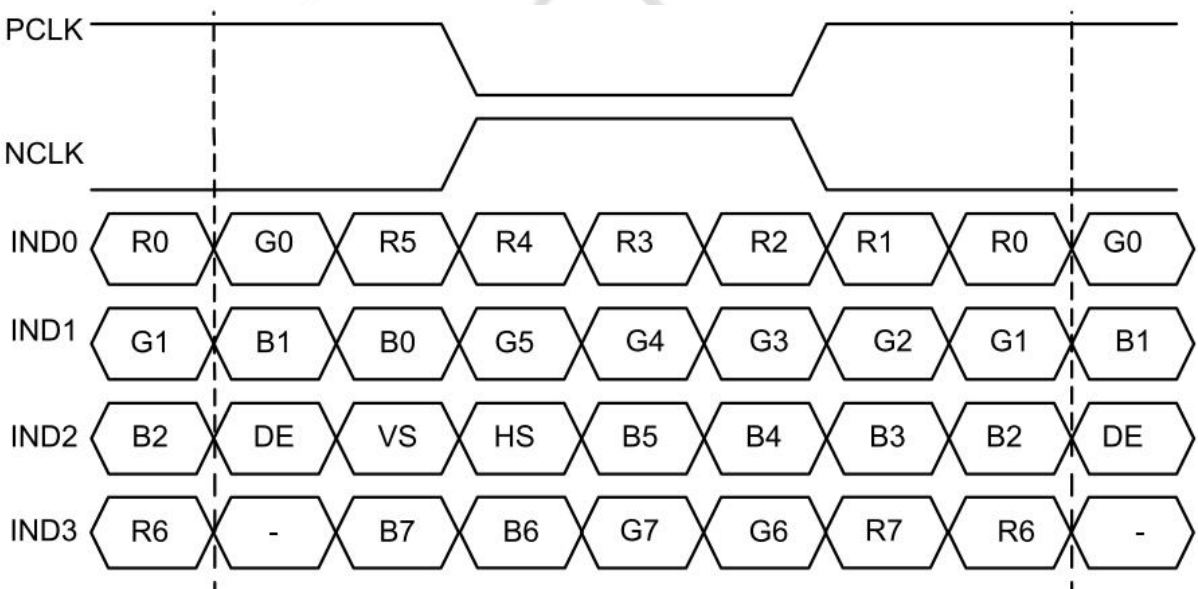 PCLK
NCLK
IND0 R0 G0 R5 R4 R3 R2 R1 R0 G0
IND1 G1 B1 B0 G5 G4 G3 G2 G1 B1
IND2 B2 DE VS HS B5 B4 B3 B2 DE
IND3 R6 - B7 B6 G7 G6 R7 R6 -